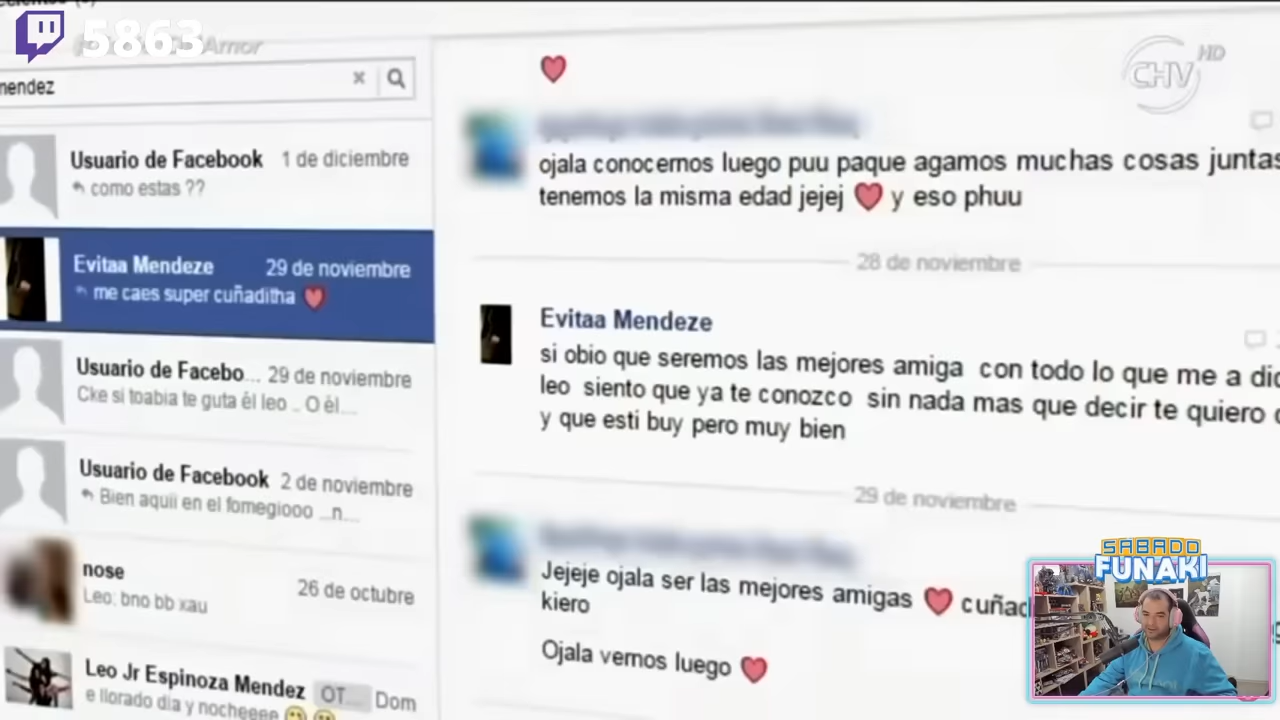 5863
Amor
CHV HD
mendez
Usuario de Facebook 1 de diciembre
como estas ??
Evitaa Mendeze 29 de noviembre
me caes super cuñaditha
Usuario de Facebo... 29 de noviembre
Cke si toabia te guta él leo .. O él...
Usuario de Facebook 2 de noviembre
Bien aquii en el fomegiooo ...n...
nose 26 de octubre
Leo: bno bb xau
Leo Jr Espinoza Mendez OT... Dom
e llorado dia y nocheeee
ojala conocernos luego puu paque agamos muchas cosas juntas
tenemos la misma edad jejej y eso phuu
28 de noviembre
Evitaa Mendeze
si obio que seremos las mejores amiga con todo lo que me a dic
leo siento que ya te conozco sin nada mas que decir te quiero
y que esti buy pero muy bien
29 de noviembre
Jejeje ojala ser las mejores amigas cuñad
kiero
Ojala vernos luego
SABADO
FUNAKI